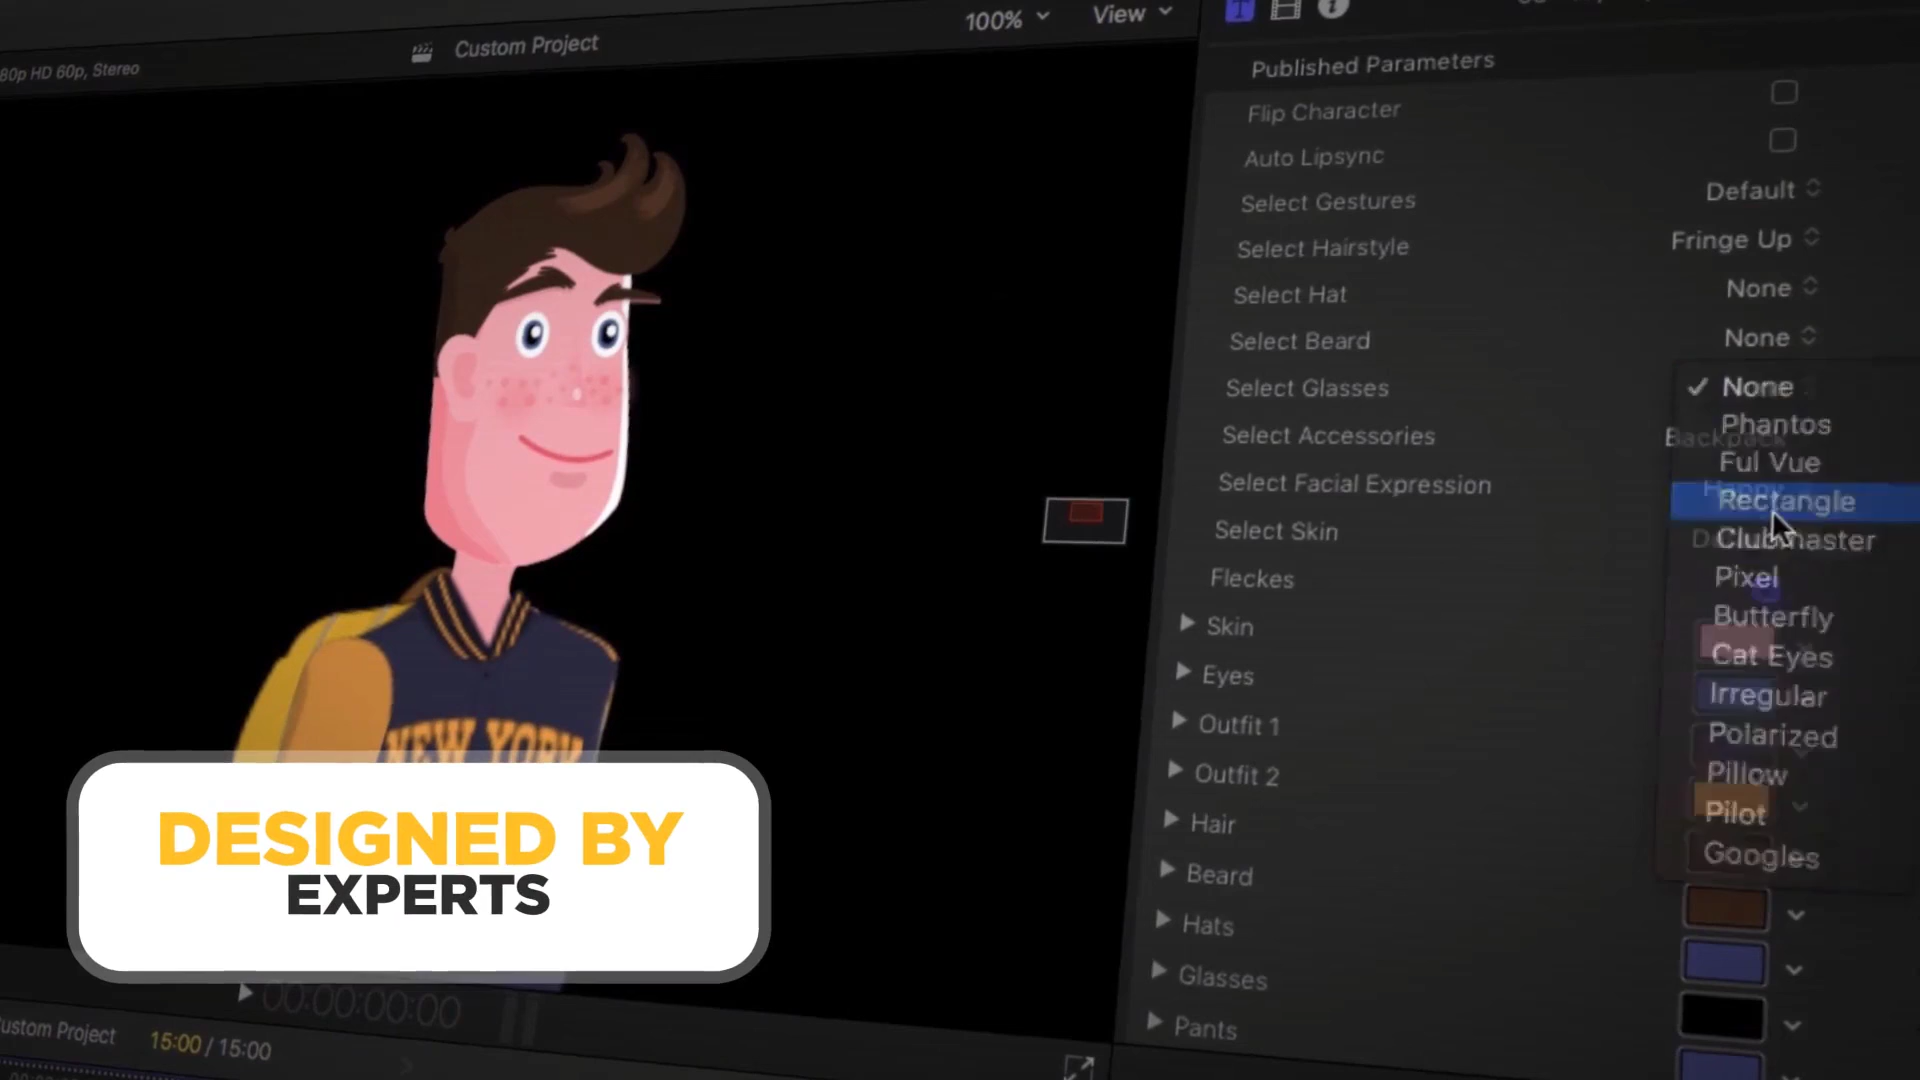 100%
View
Custom Project
80p HD 60p, Stereo
Published Parameters
Flip Character
Auto Lipsync
Select Gestures
Default
Select Hairstyle
Fringe Up
Select Hat
None
Select Beard
None
Select Glasses
None
Phantos
Select Accessories
Backpack
Ful Vue
Select Facial Expression
Happy
Rectangle
Select Skin
Clubmaster
Fleckes
Pixel
Skin
Butterfly
Eyes
Cat Eyes
Irregular
Outfit 1
Polarized
Outfit 2
Pillow
Hair
Pilot
Beard
Googles
Hats
Glasses
Pants
NEW YORK
DESIGNED BY
EXPERTS
00:00:00:00
ustom Project
15:00 / 15:00